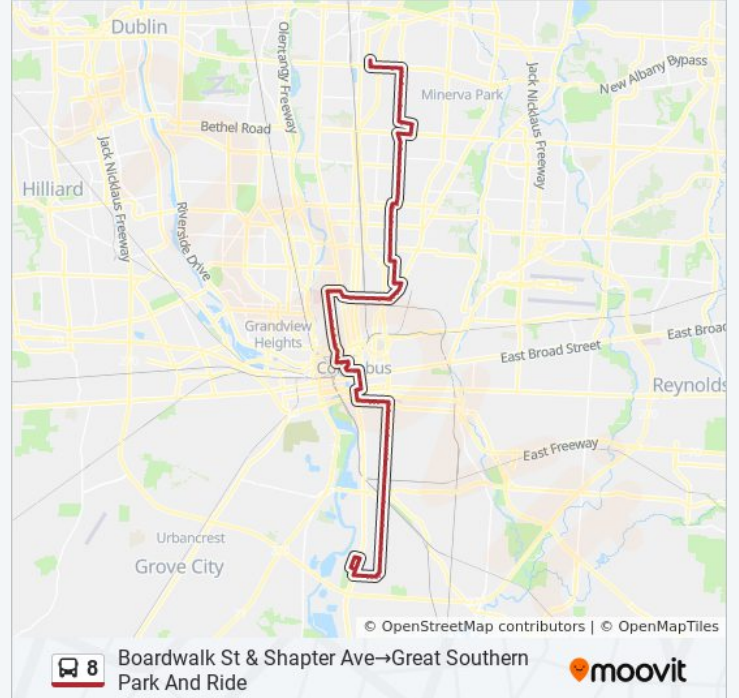 Dublin
Olentangy Freeway
Jack Nicklaus Freeway
New Albany Bypass
Minerva Park
Bethel Road
Jack Nicklaus Freeway
Hilliard
Riverside Drive
Grandview
Heights
East Broad
East Broad Street
Reynolds
East Freeway
Urbancrest
Grove City
© OpenStreetMap contributors | © OpenMapTiles
8
Boardwalk St & Shapter Ave→Great Southern
Park And Ride
moovit